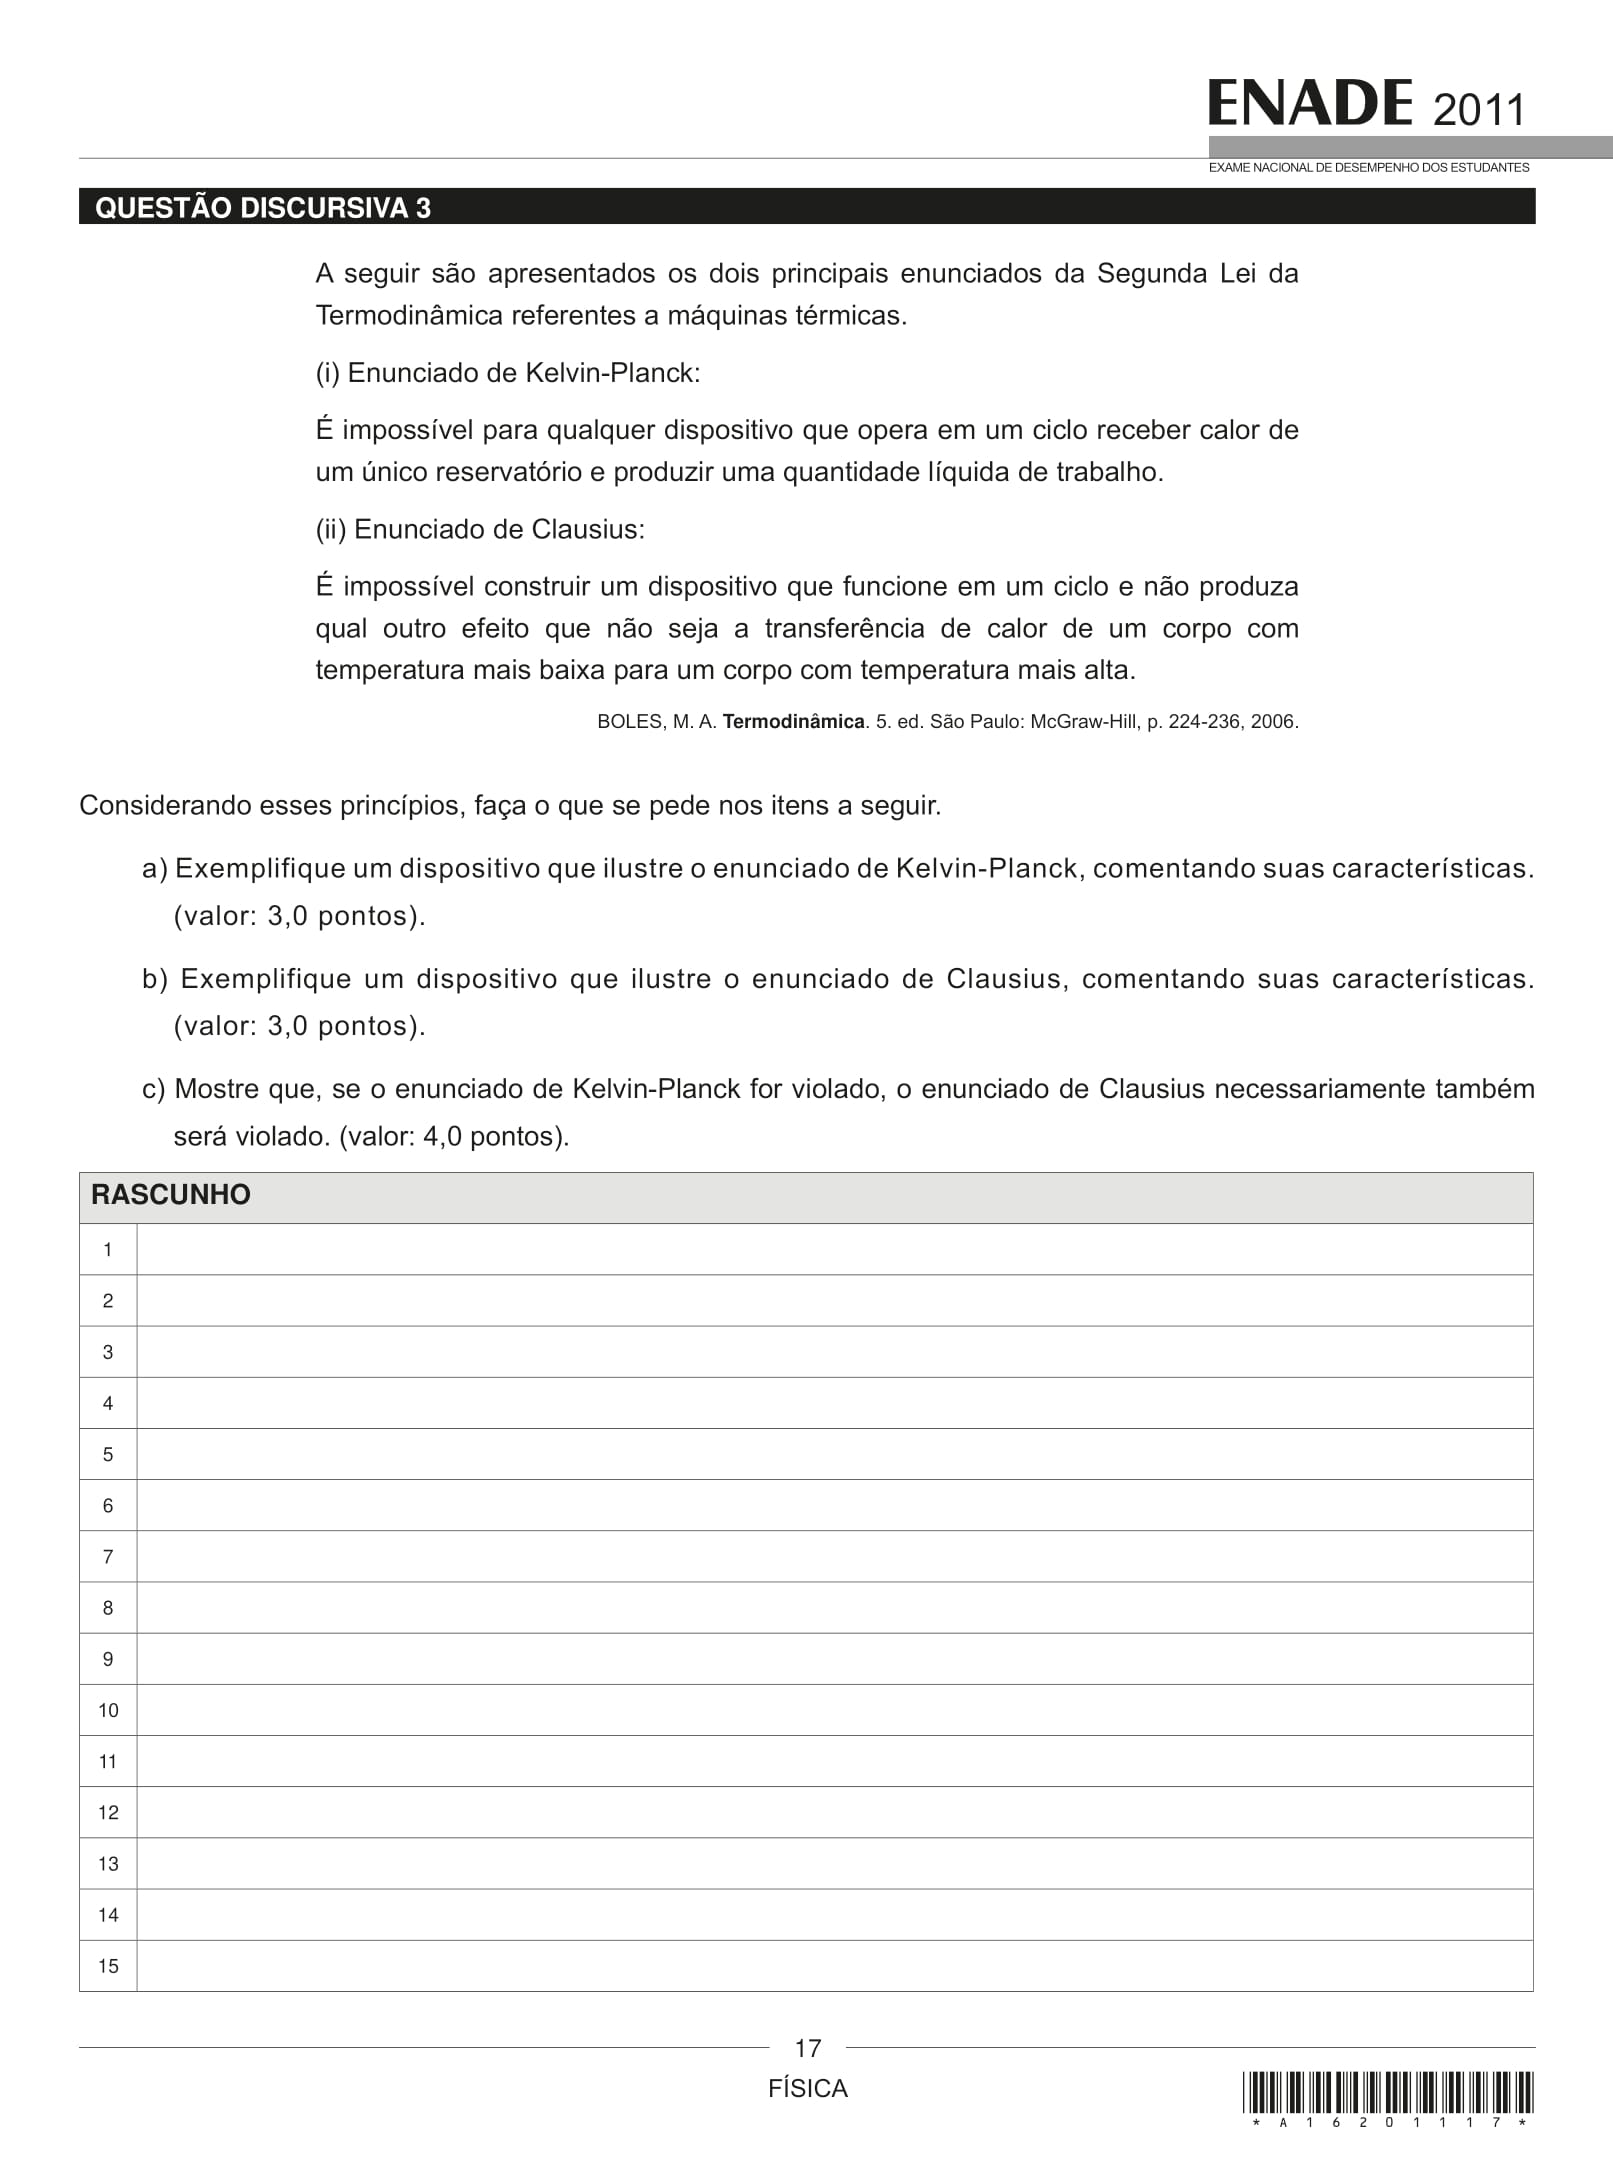 ENADE 2011
EXAME NACIONAL DE DESEMPENHO DOS ESTUDANTES
QUESTÃO DISCURSIVA 3
A seguir são apresentados os dois principais enunciados da Segunda Lei da
Termodinâmica referentes a máquinas térmicas.
(i) Enunciado de Kelvin-Planck:
É impossível para qualquer dispositivo que opera em um ciclo receber calor de
um único reservatório e produzir uma quantidade líquida de trabalho.
(ii) Enunciado de Clausius:
É impossível construir um dispositivo que funcione em um ciclo e não produza
qual outro efeito que não seja a transferência de calor de um corpo com
temperatura mais baixa para um corpo com temperatura mais alta.
BOLES, M. A. Termodinâmica. 5. ed. São Paulo: McGraw-Hill, p. 224-236, 2006.
Considerando esses princípios, faça o que se pede nos itens a seguir.
a) Exemplifique um dispositivo que ilustre o enunciado de Kelvin-Planck, comentando suas características.
(valor: 3,0 pontos).
b) Exemplifique um dispositivo que ilustre o enunciado de Clausius, comentando suas características.
(valor: 3,0 pontos).
c) Mostre que, se o enunciado de Kelvin-Planck for violado, o enunciado de Clausius necessariamente também
será violado. (valor: 4,0 pontos).
RASCUNHO
1
2
3
4
5
6
7
8
9
10
11
12
13
14
15
17
FÍSICA
* A 1 6 2 0 1 1 1 7 *